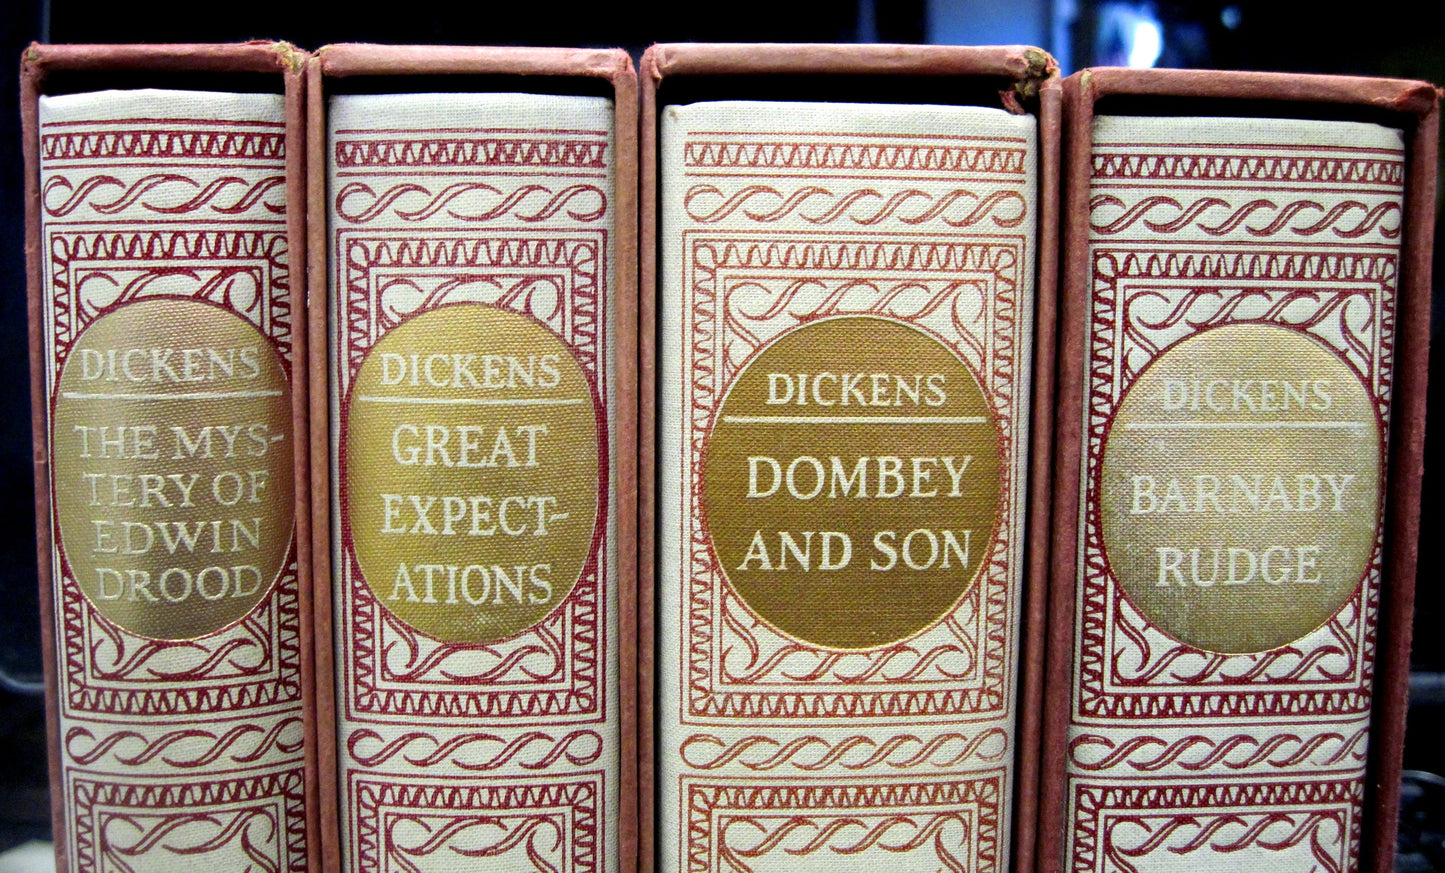 DICKENS
THE MYS-
TERY OF
EDWIN
DROOD
DICKENS
GREAT
EXPECT-
ATIONS
DICKENS
DOMBEY
AND SON
DICKENS
BARNABY
RUDGE